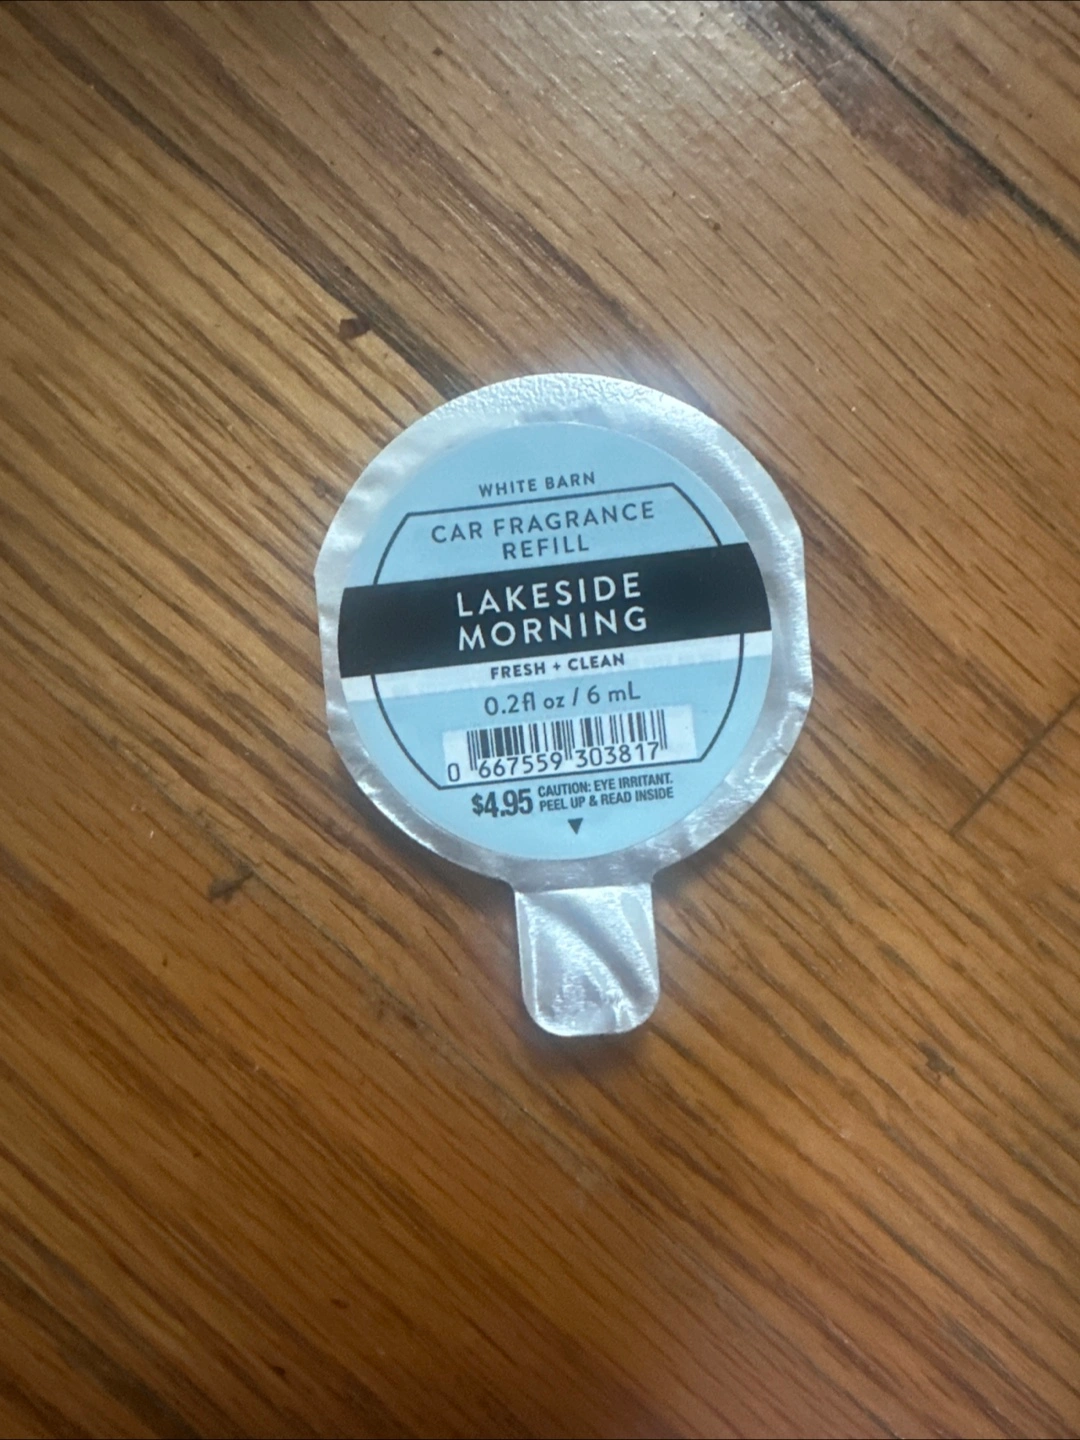 WHITE BARN
CAR FRAGRANCE
REFILL
LAKESIDE
MORNING
FRESH + CLEAN
0.2fl oz / 6 mL
0 667559 303817
$4.95 CAUTION: EYE IRRITANT.
PEEL UP & READ INSIDE